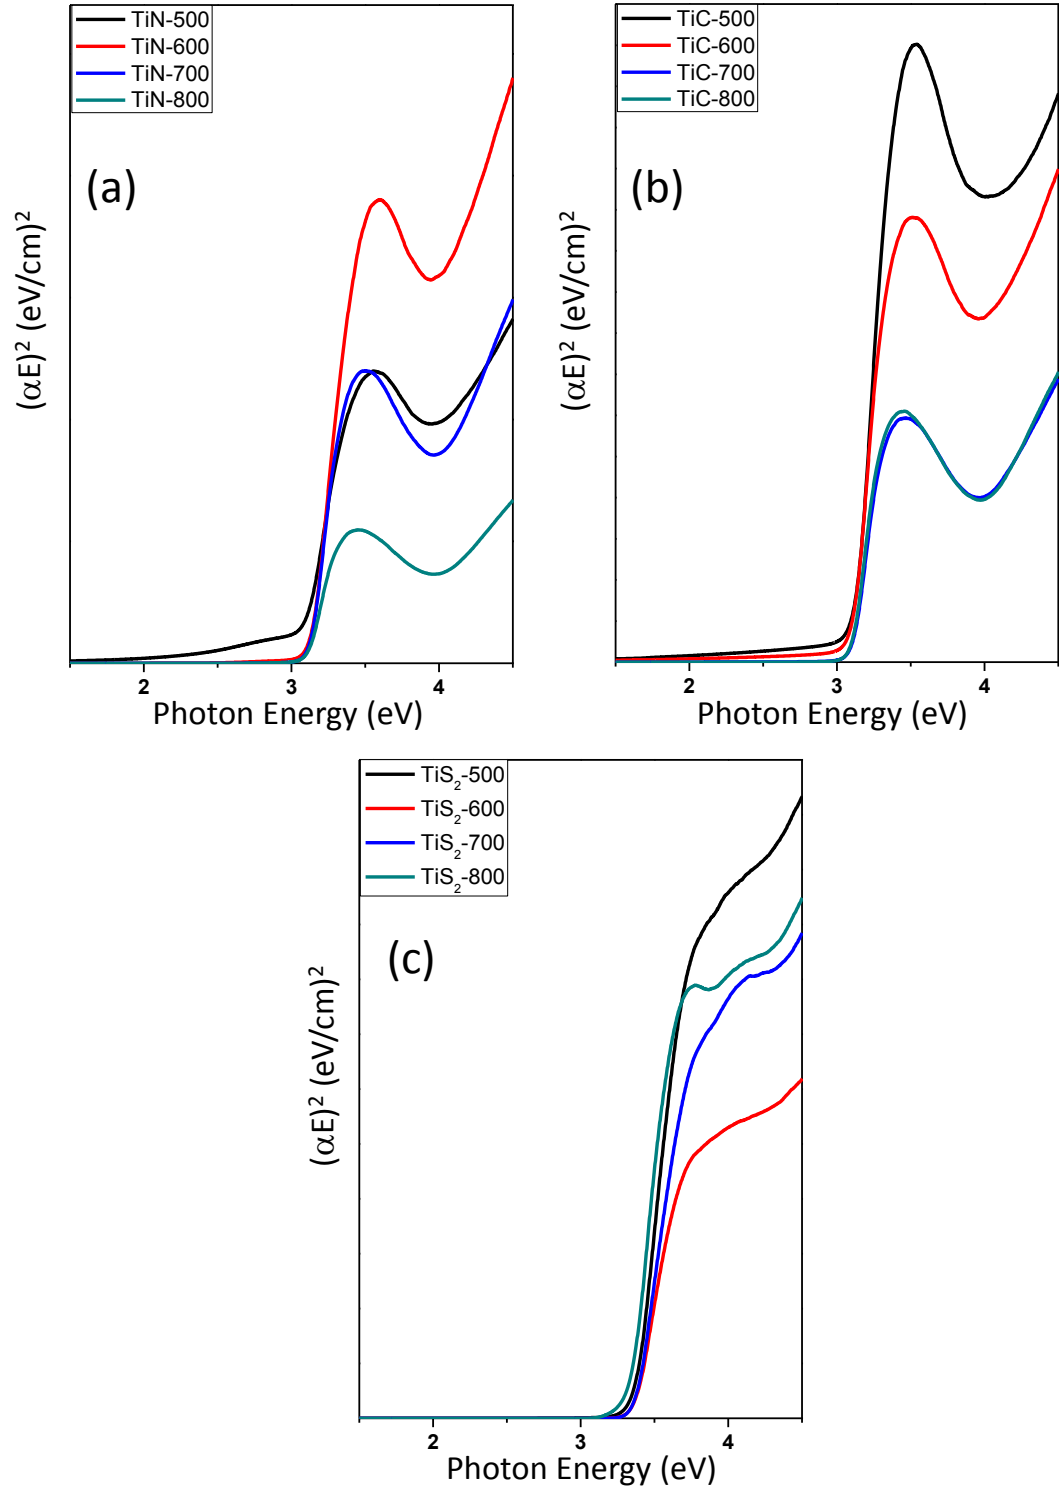 TiN-500
TiN-600
TiN-700
TiN-800
(a)
(αE)² (eV/cm)²
2 3 4
Photon Energy (eV)
TiC-500
TiC-600
TiC-700
TiC-800
(b)
(αE)² (eV/cm)²
2 3 4
Photon Energy (eV)
TiS₂-500
TiS₂-600
TiS₂-700
TiS₂-800
(c)
(αE)² (eV/cm)²
2 3 4
Photon Energy (eV)